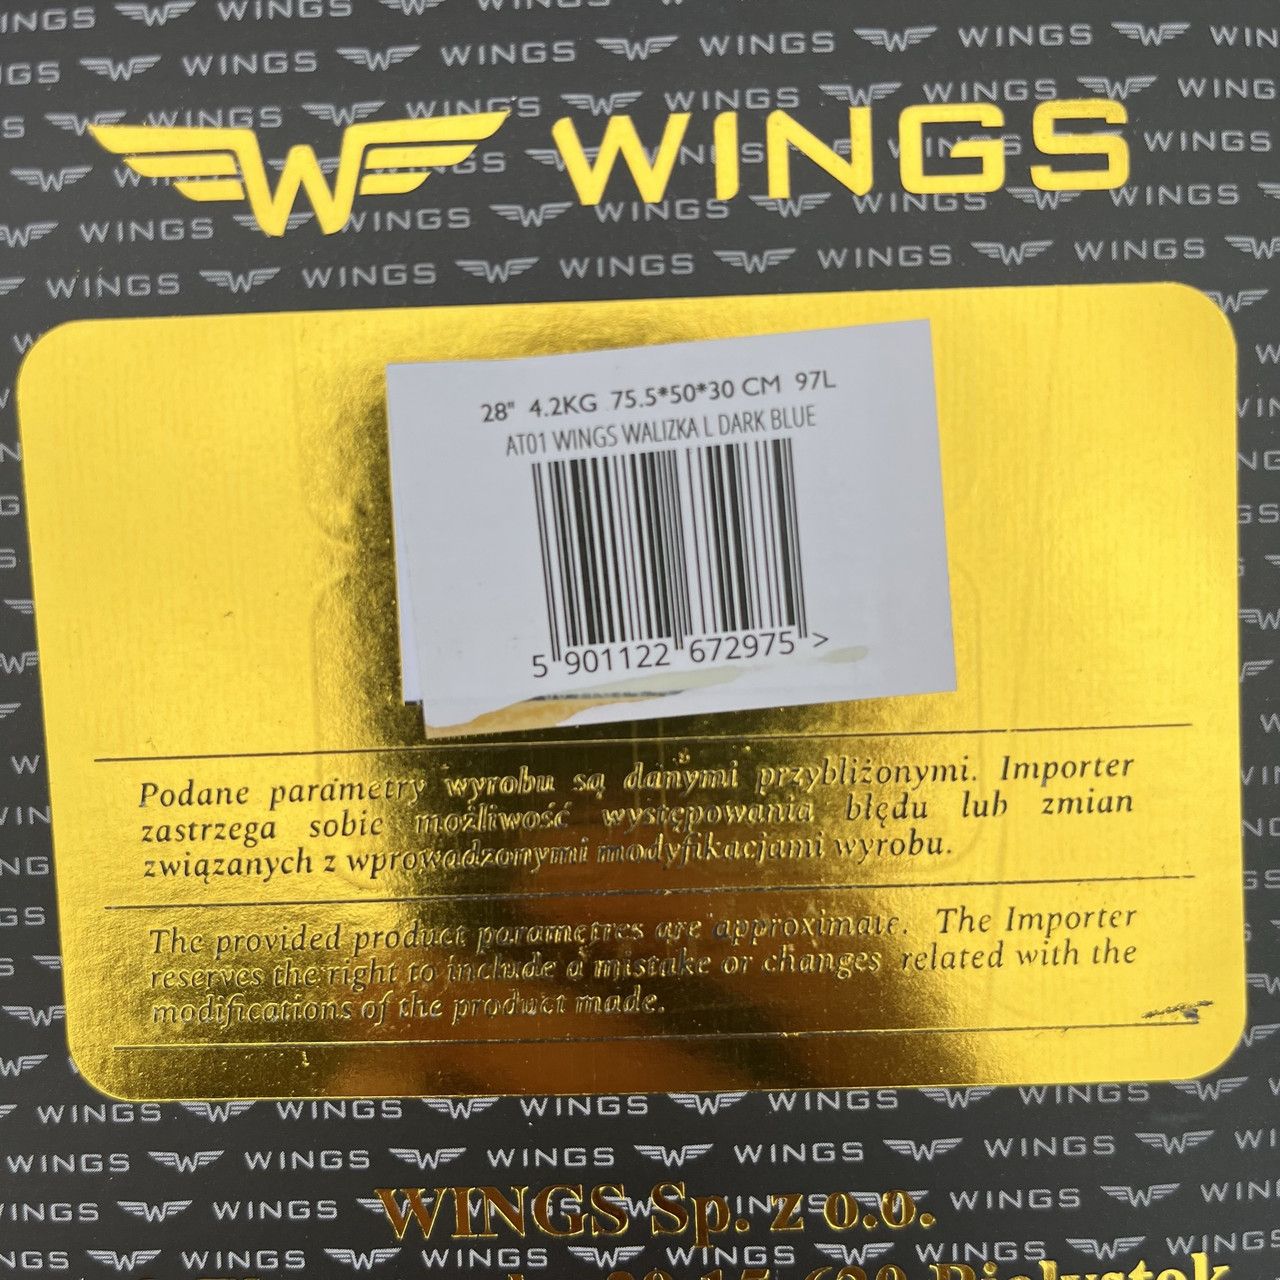 WINGS
28" 4.2KG 75.5*50*30 CM 97L
AT01 WINGS WALIZKA L DARK BLUE
5 901122 672975 >
Podane parametry wyrobu są danymi przybliżonymi. Importer
zastrzega sobie możliwość występowania błędu lub zmian
związanych z wprowadzonymi modyfikacjami wyrobu.
The provided product parametres are approximate. The Importer
reserves the right to include a mistake or changes related with the
modifications of the product made.
WINGS Sp. z o.o.
Białystok